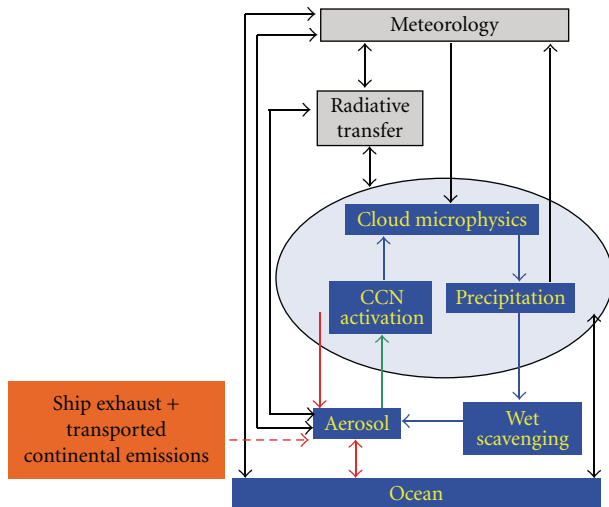 Meteorology
Radiative
transfer
Cloud microphysics
CCN
activation
Precipitation
Ship exhaust +
transported
continental emissions
Aerosol
Wet
scavenging
Ocean